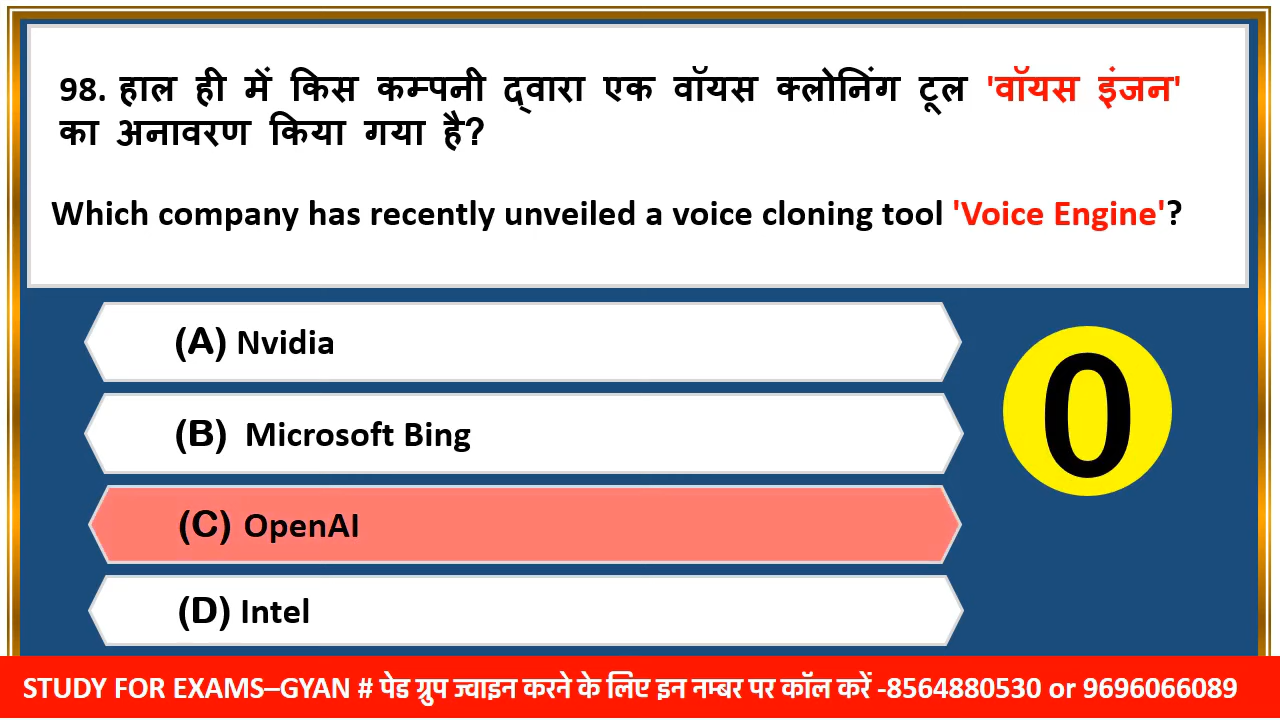 98. हाल ही में किस कम्पनी द्वारा एक वॉयस क्लोनिंग टूल 'वॉयस इंजन'
का अनावरण किया गया है?
Which company has recently unveiled a voice cloning tool 'Voice Engine'?
(A) Nvidia
(B) Microsoft Bing
0
(C) OpenAI
(D) Intel
STUDY FOR EXAMS–GYAN # पेड ग्रुप ज्वाइन करने के लिए इन नम्बर पर कॉल करें -8564880530 or 9696066089